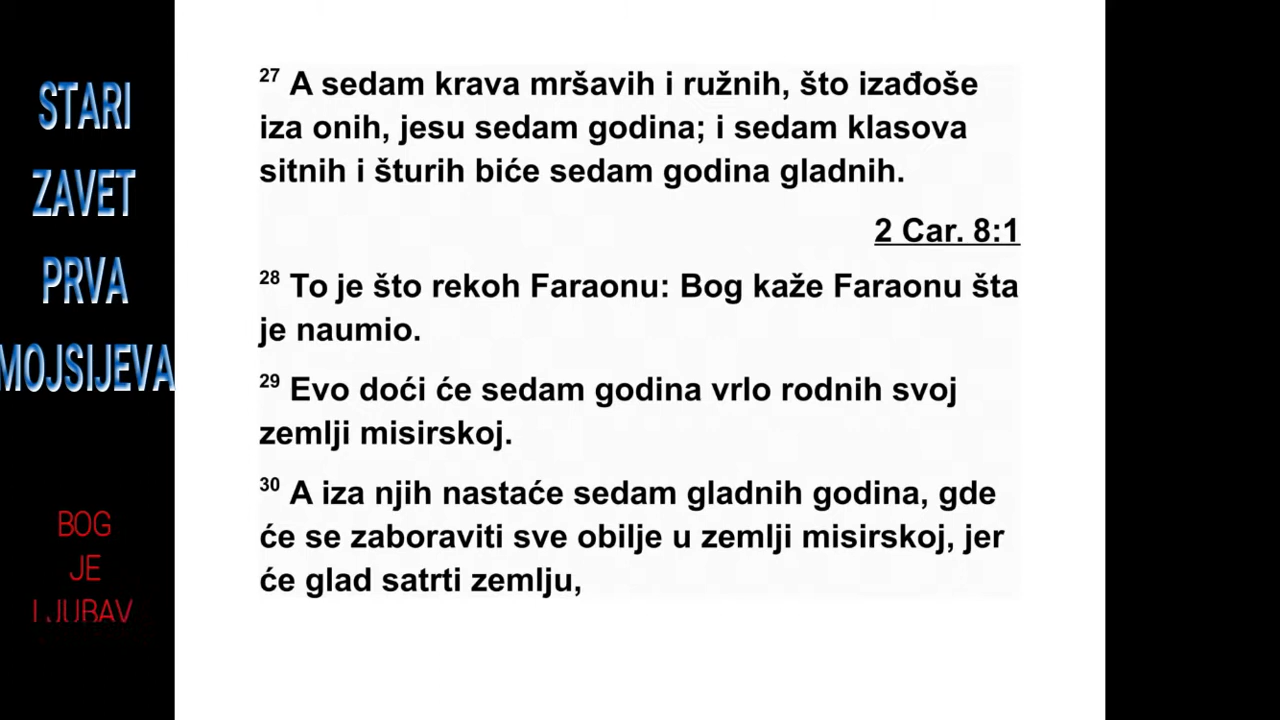 STARI
ZAVET
PRVA
MOJSIJEVA
BOG
JE
LJUBAV
27 A sedam krava mršavih i ružnih, što izađoše
iza onih, jesu sedam godina; i sedam klasova
sitnih i šturih biće sedam godina gladnih.
2 Car. 8:1
28 To je što rekoh Faraonu: Bog kaže Faraonu šta
je naumio.
29 Evo doći će sedam godina vrlo rodnih svoj
zemlji misirskoj.
30 A iza njih nastaće sedam gladnih godina, gde
će se zaboraviti sve obilje u zemlji misirskoj, jer
će glad satrti zemlju,